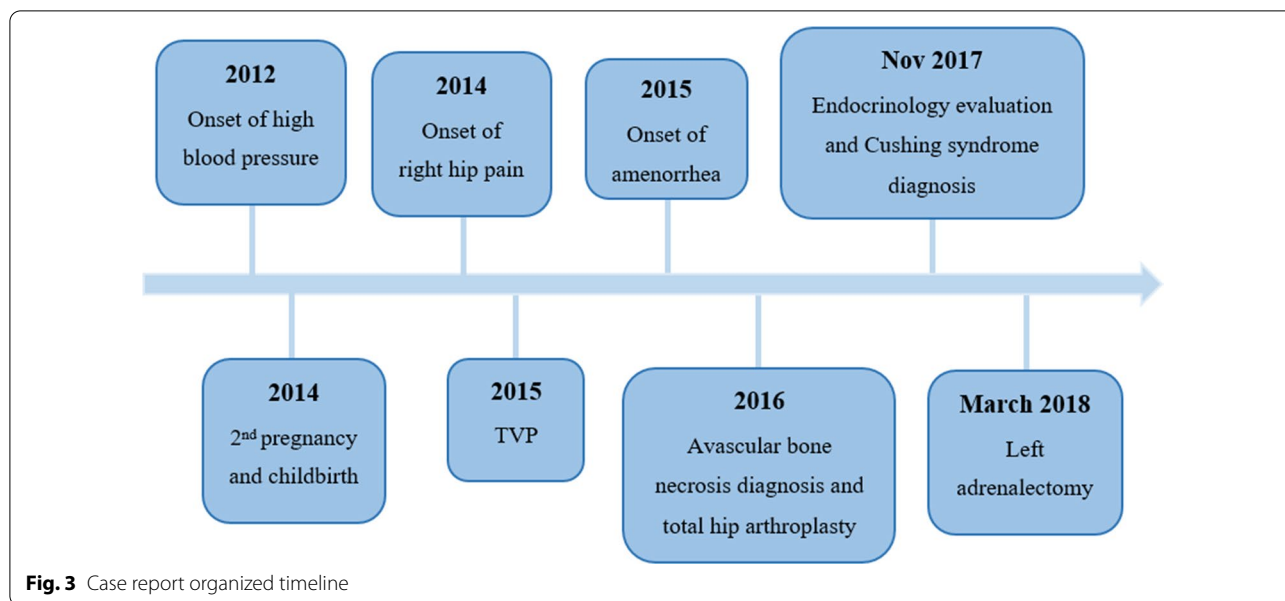 2012
Onset of high
blood pressure
2014
Onset of
right hip pain
2015
Onset of
amenorrhea
Nov 2017
Endocrinology evaluation
and Cushing syndrome
diagnosis
2014
2nd pregnancy
and childbirth
2015
TVP
2016
Avascular bone
necrosis diagnosis and
total hip arthroplasty
March 2018
Left
adrenalectomy
Fig. 3 Case report organized timeline